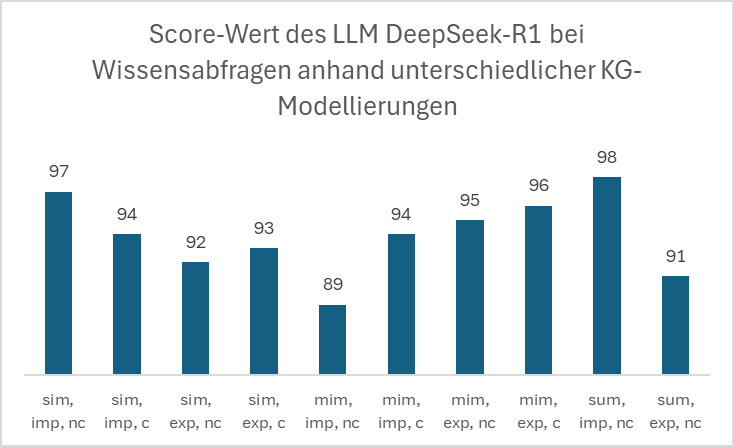 Score-Wert des LLM DeepSeek-R1 bei
Wissensabfragen anhand unterschiedlicher KG-
Modellierungen
97
94
92
93
89
94
95
96
98
91
sim, imp, nc
sim, imp, c
sim, exp, nc
sim, exp, c
mim, imp, nc
mim, imp, c
mim, exp, nc
mim, exp, c
sum, imp, nc
sum, exp, nc